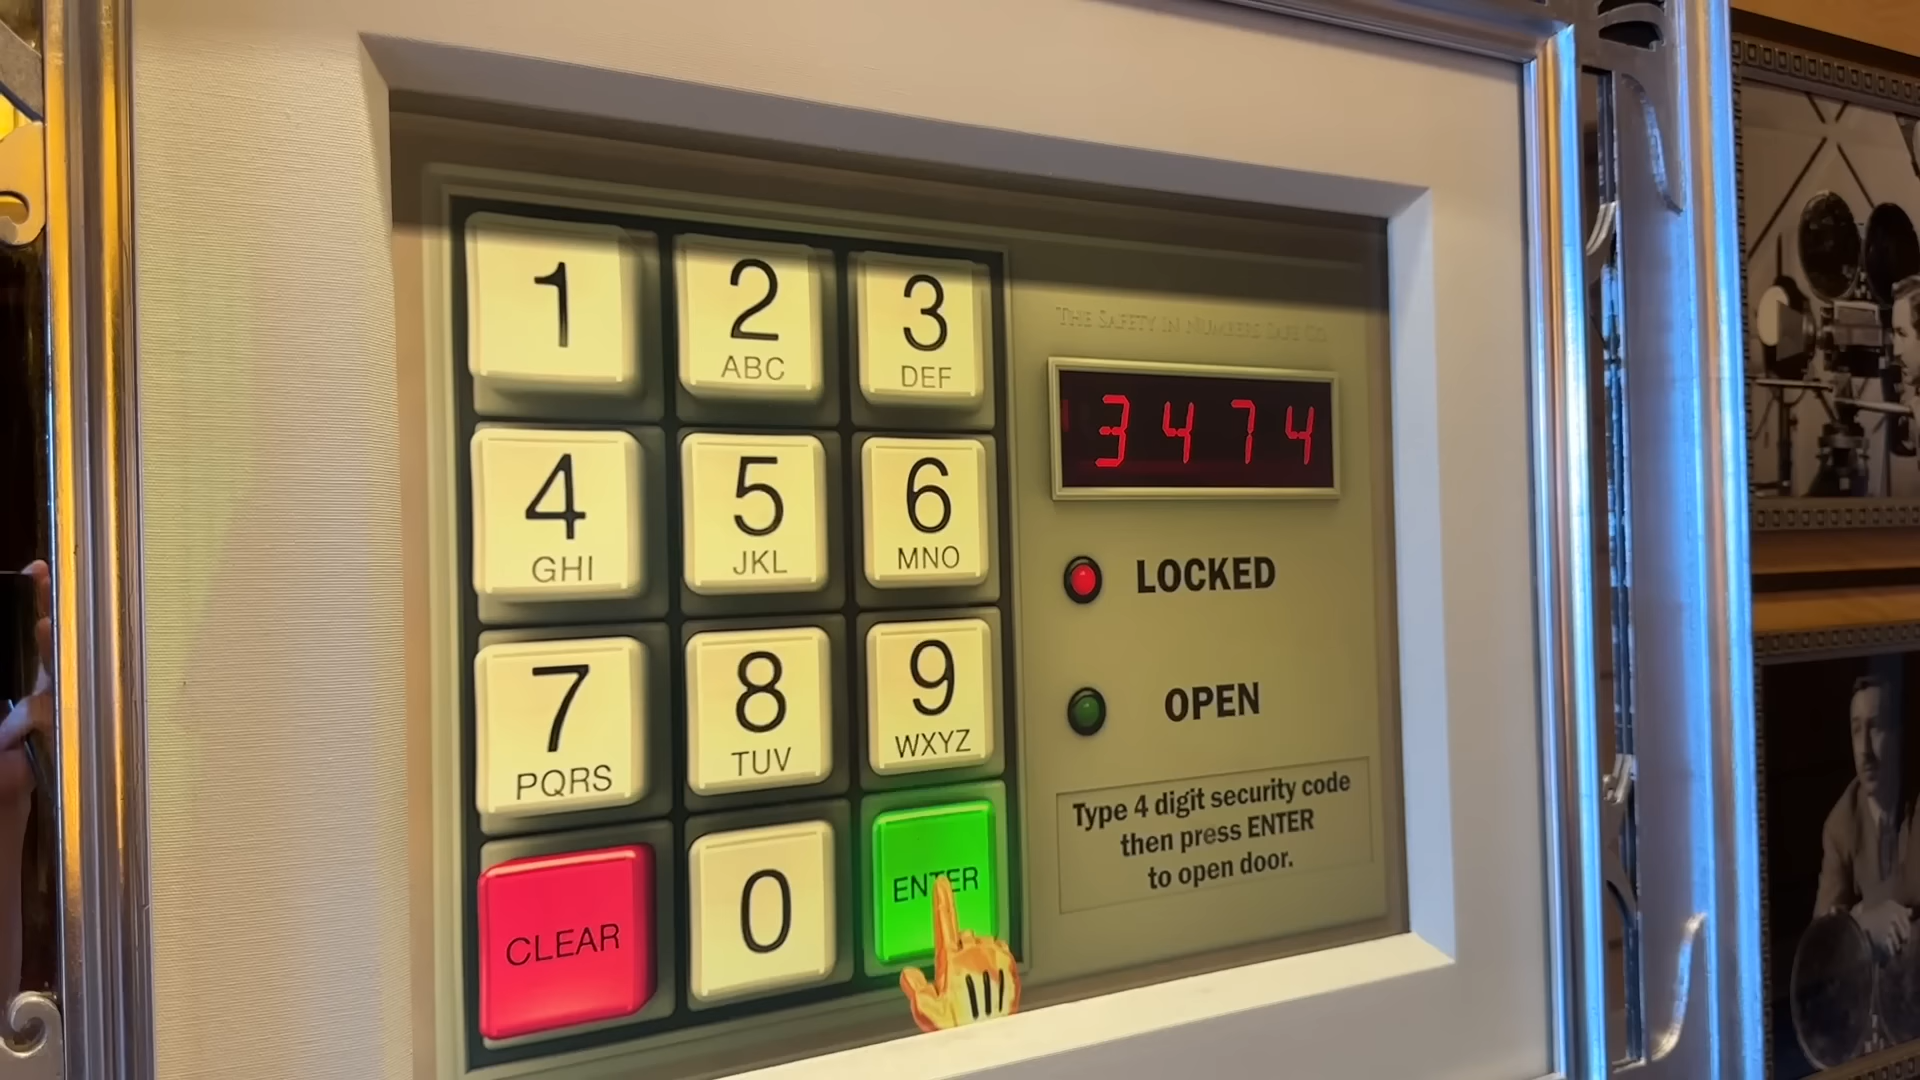 1
2
ABC
3
DEF
4
GHI
5
JKL
6
MNO
7
PQRS
8
TUV
9
WXYZ
CLEAR
0
ENTER
THE SAFETY IN NUMBERS SAFE CO.
3474
LOCKED
OPEN
Type 4 digit security code
then press ENTER
to open door.